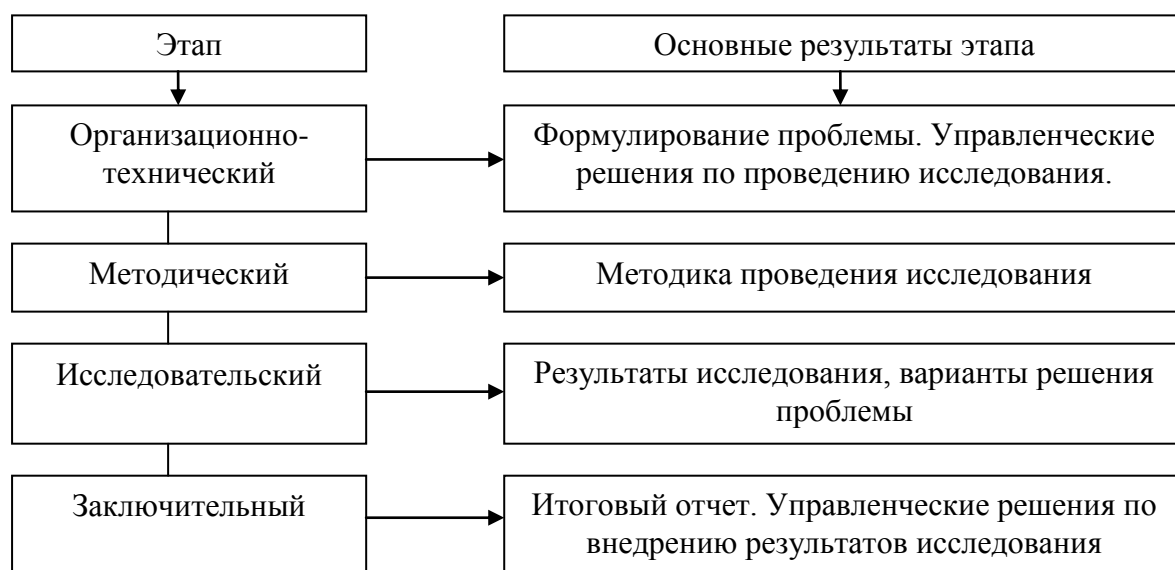 Этап
Основные результаты этапа
Организационно-
технический
Формулирование проблемы. Управленческие
решения по проведению исследования.
Методический
Методика проведения исследования
Исследовательский
Результаты исследования, варианты решения
проблемы
Заключительный
Итоговый отчет. Управленческие решения по
внедрению результатов исследования